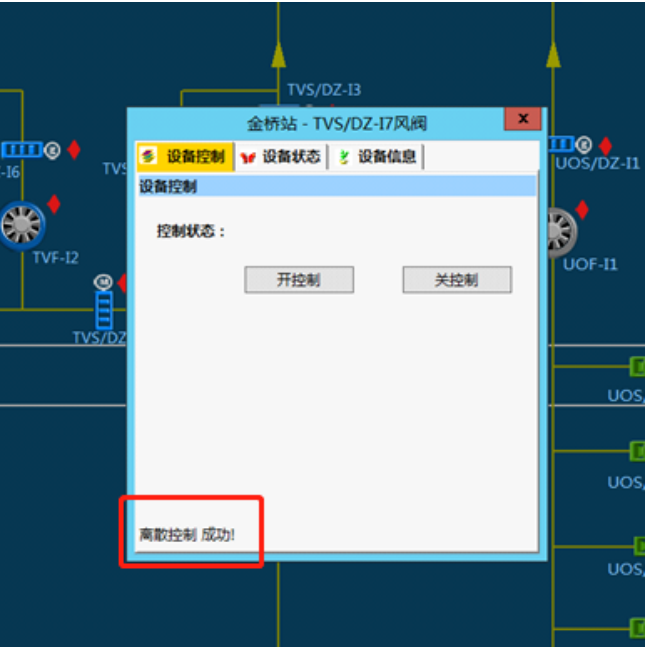 TVS/DZ-I3
金桥站 - TVS/DZ-I7风阀
x
设备控制 设备状态 设备信息
设备控制
控制状态：
开控制 关控制
离散控制 成功!
-I6
TVS
TVF-I2
TVS/DZ
UOS/DZ-I1
UOF-I1
UOS/
UOS/
UOS/